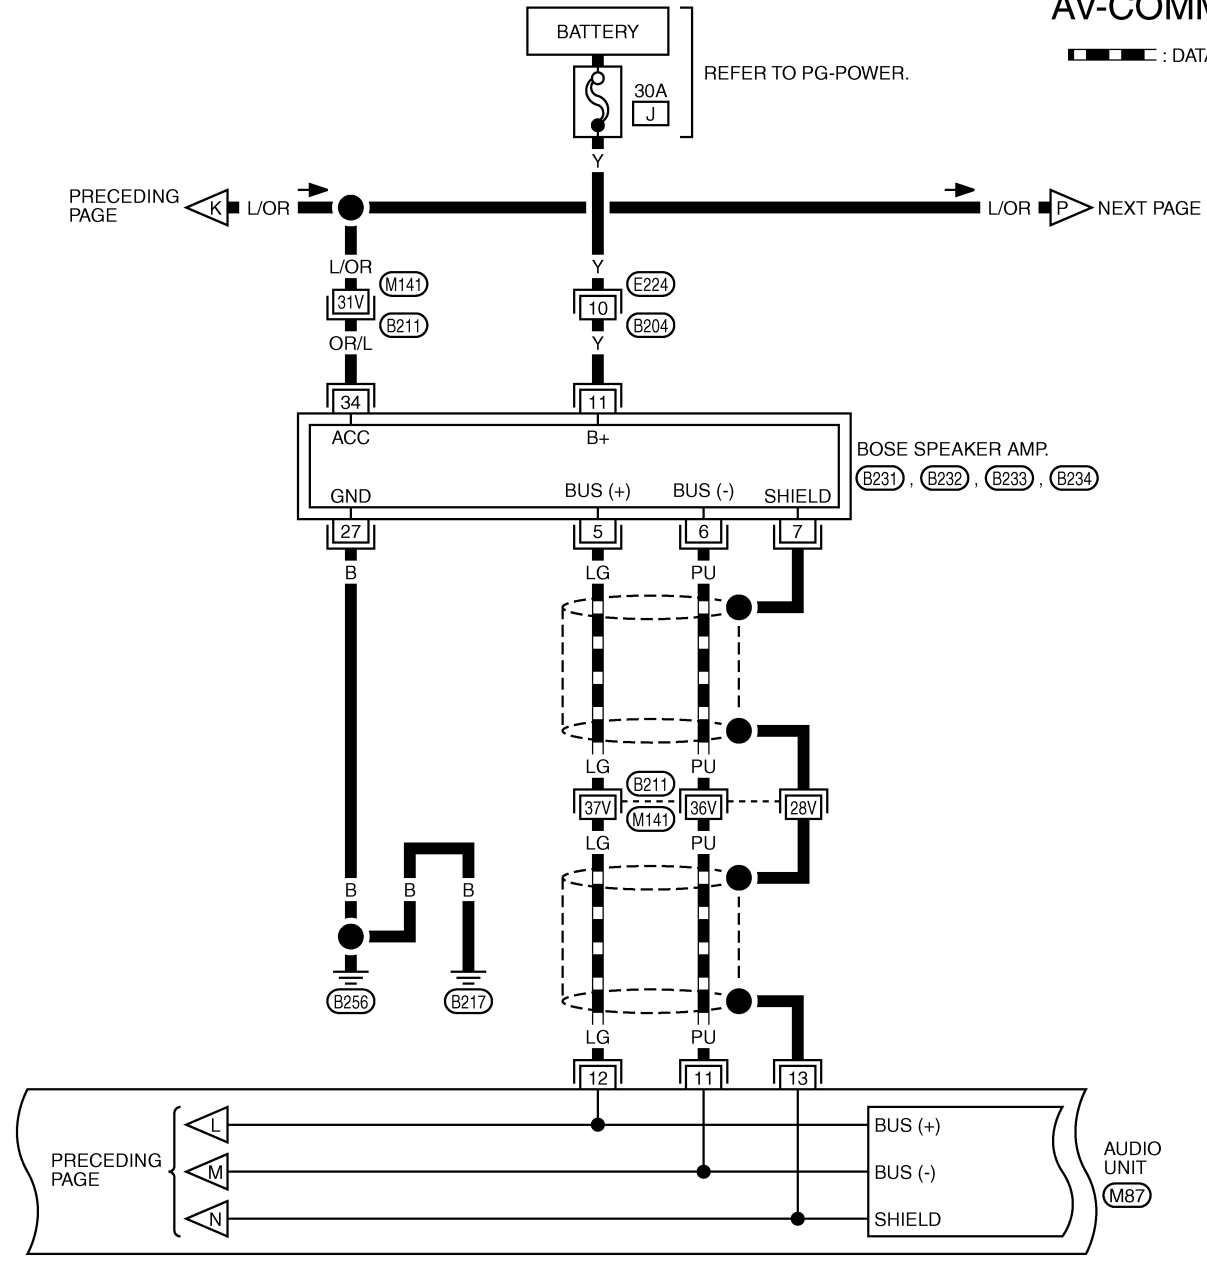 AV-COMM
: DATA
BATTERY
REFER TO PG-POWER.
30A
J
Y
PRECEDING
PAGE
K
L/OR
L/OR
P
NEXT PAGE
L/OR
Y
M141
E224
31V
10
B211
B204
OR/L
Y
34
11
ACC
B+
BOSE SPEAKER AMP.
B231 , B232 , B233 , B234
GND
BUS (+)
BUS (-)
SHIELD
27
5
6
7
B
LG
PU
LG
PU
B211
37V
36V
28V
M141
LG
PU
B
B
B
B256
B217
LG
PU
12
11
13
L
BUS (+)
PRECEDING
PAGE
M
BUS (-)
N
SHIELD
AUDIO
UNIT
M87